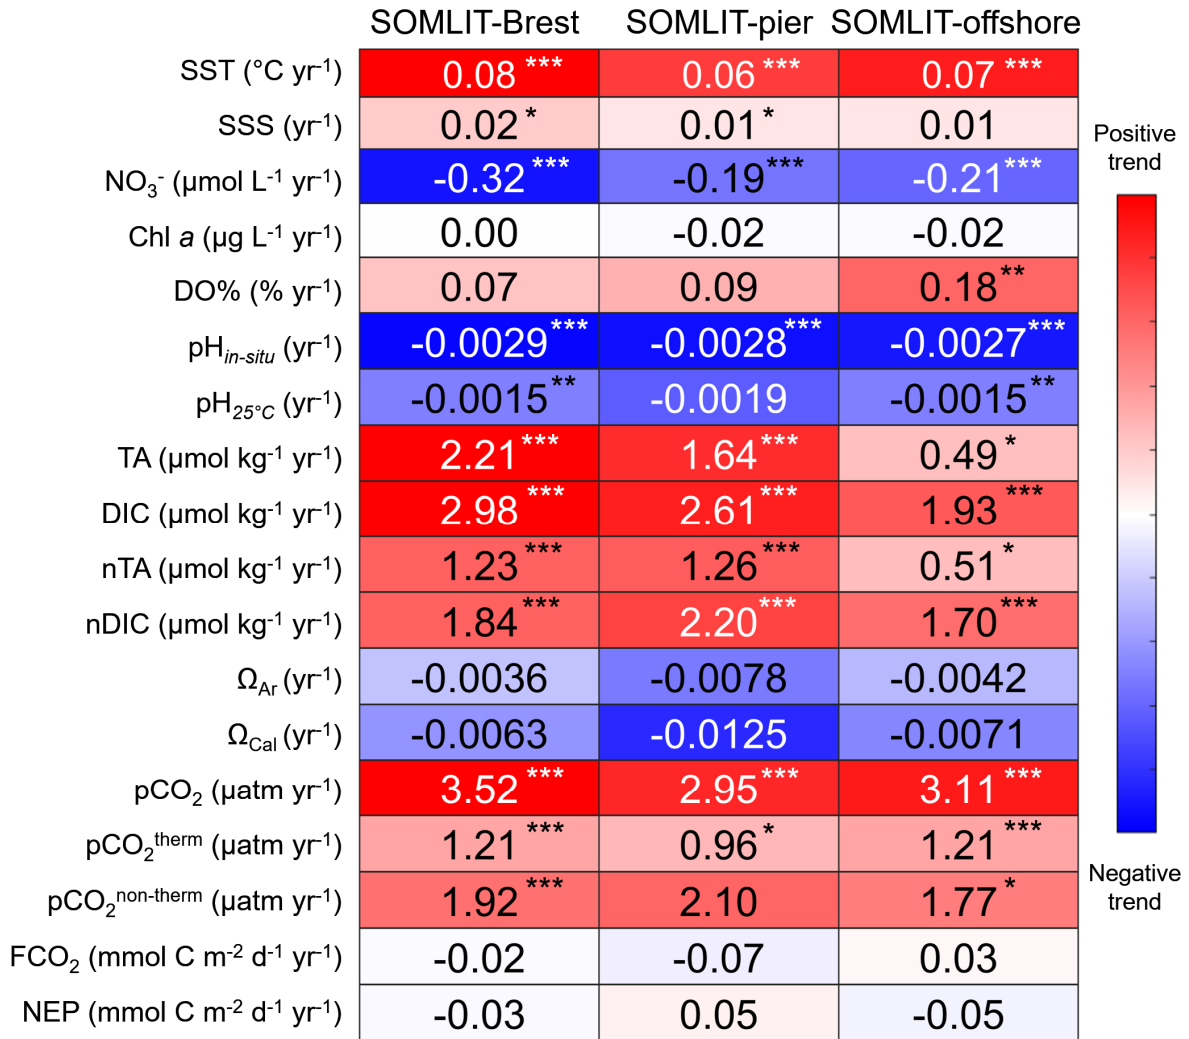 SOMLIT-Brest SOMLIT-pier SOMLIT-offshore
SST (°C yr⁻¹) 0.08 *** 0.06 *** 0.07 ***
SSS (yr⁻¹) 0.02 * 0.01 * 0.01
NO₃⁻ (µmol L⁻¹ yr⁻¹) -0.32 *** -0.19 *** -0.21 ***
Chl a (µg L⁻¹ yr⁻¹) 0.00 -0.02 -0.02
DO% (% yr⁻¹) 0.07 0.09 0.18 **
pH in-situ (yr⁻¹) -0.0029 *** -0.0028 *** -0.0027 ***
pH 25°C (yr⁻¹) -0.0015 ** -0.0019 -0.0015 **
TA (µmol kg⁻¹ yr⁻¹) 2.21 *** 1.64 *** 0.49 *
DIC (µmol kg⁻¹ yr⁻¹) 2.98 *** 2.61 *** 1.93 ***
nTA (µmol kg⁻¹ yr⁻¹) 1.23 *** 1.26 *** 0.51 *
nDIC (µmol kg⁻¹ yr⁻¹) 1.84 *** 2.20 *** 1.70 ***
Ω Ar (yr⁻¹) -0.0036 -0.0078 -0.0042
Ω Cal (yr⁻¹) -0.0063 -0.0125 -0.0071
pCO₂ (µatm yr⁻¹) 3.52 *** 2.95 *** 3.11 ***
pCO₂ therm (µatm yr⁻¹) 1.21 *** 0.96 * 1.21 ***
pCO₂ non-therm (µatm yr⁻¹) 1.92 *** 2.10 1.77 *
FCO₂ (mmol C m⁻² d⁻¹ yr⁻¹) -0.02 -0.07 0.03
NEP (mmol C m⁻² d⁻¹ yr⁻¹) -0.03 0.05 -0.05
Positive
trend
Negative
trend